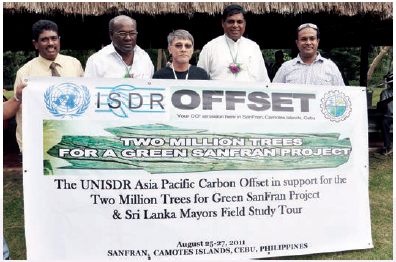 ISDR OFFSET
Your CO² emission here in SanFran, Camotes Islands, Cebu
TWO MILLION TREES
FOR A GREEN SANFRAN PROJECT
The UNISDR Asia Pacific Carbon Offset in support for the
Two Million Trees for Green SanFran Project
& Sri Lanka Mayors Field Study Tour
August 25-27, 2011
SANFRAN, CAMOTES ISLANDS, CEBU, PHILIPPINES